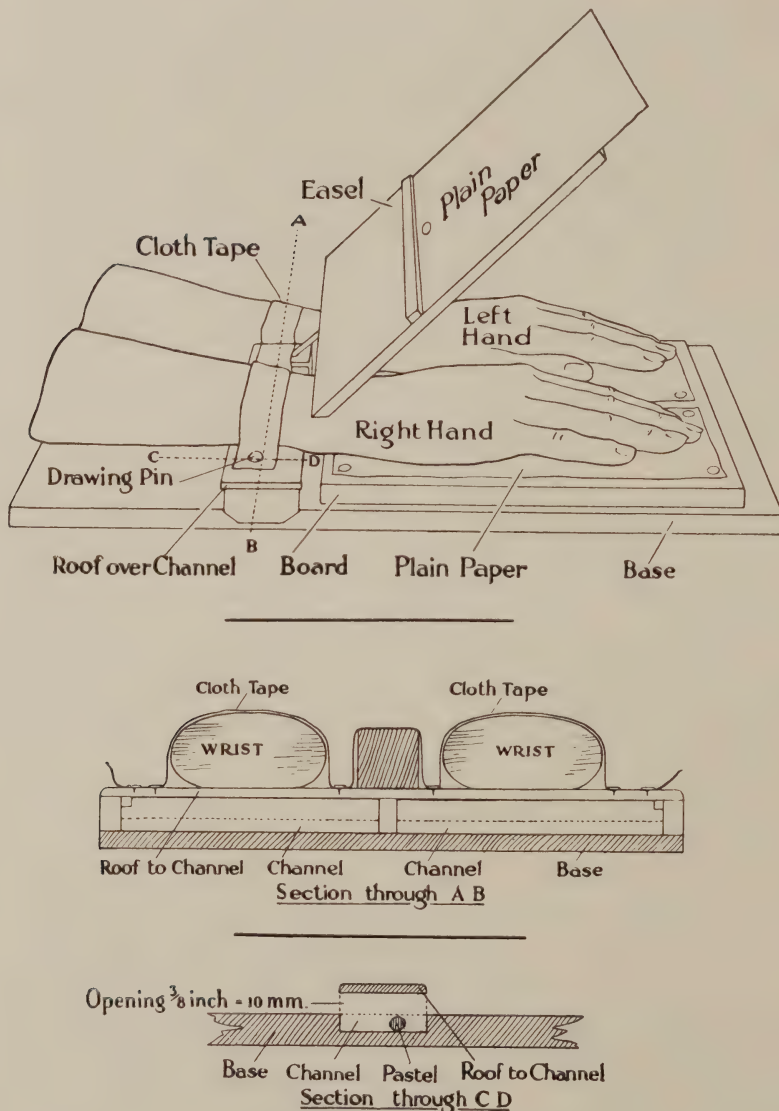 Plain
Paper
Easel
A
Cloth Tape
Left
Hand
Right Hand
C
D
Drawing Pin
B
Roof over Channel
Board
Plain Paper
Base
Cloth Tape
Cloth Tape
WRIST
WRIST
Roof to Channel
Channel
Channel
Base
Section through A B
Opening 3/8 inch = 10 mm.
Base
Channel
Pastel
Roof to Channel
Section through C D